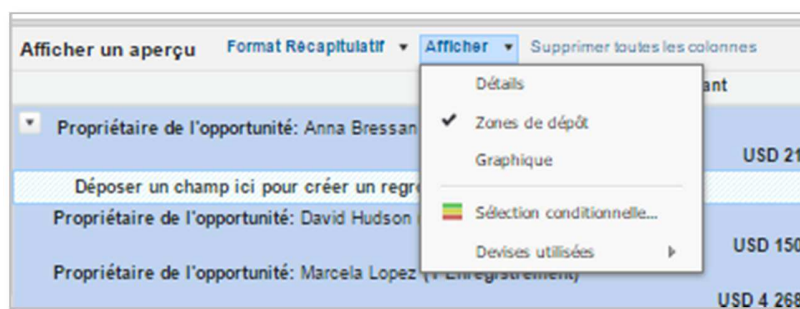 Afficher un aperçu Format Récapitulatif Afficher Supprimer toutes les colonnes
Détails
Propriétaire de l'opportunité: Anna Bressan
Zones de dépôt
Graphique
USD 21
Déposer un champ ici pour créer un
Propriétaire de l'opportunité: David Hudson
Sélection conditionnelle...
USD 150
Devises utilisées
Propriétaire de l'opportunité: Marcela Lopez (1 Enregistrement)
USD 4 268